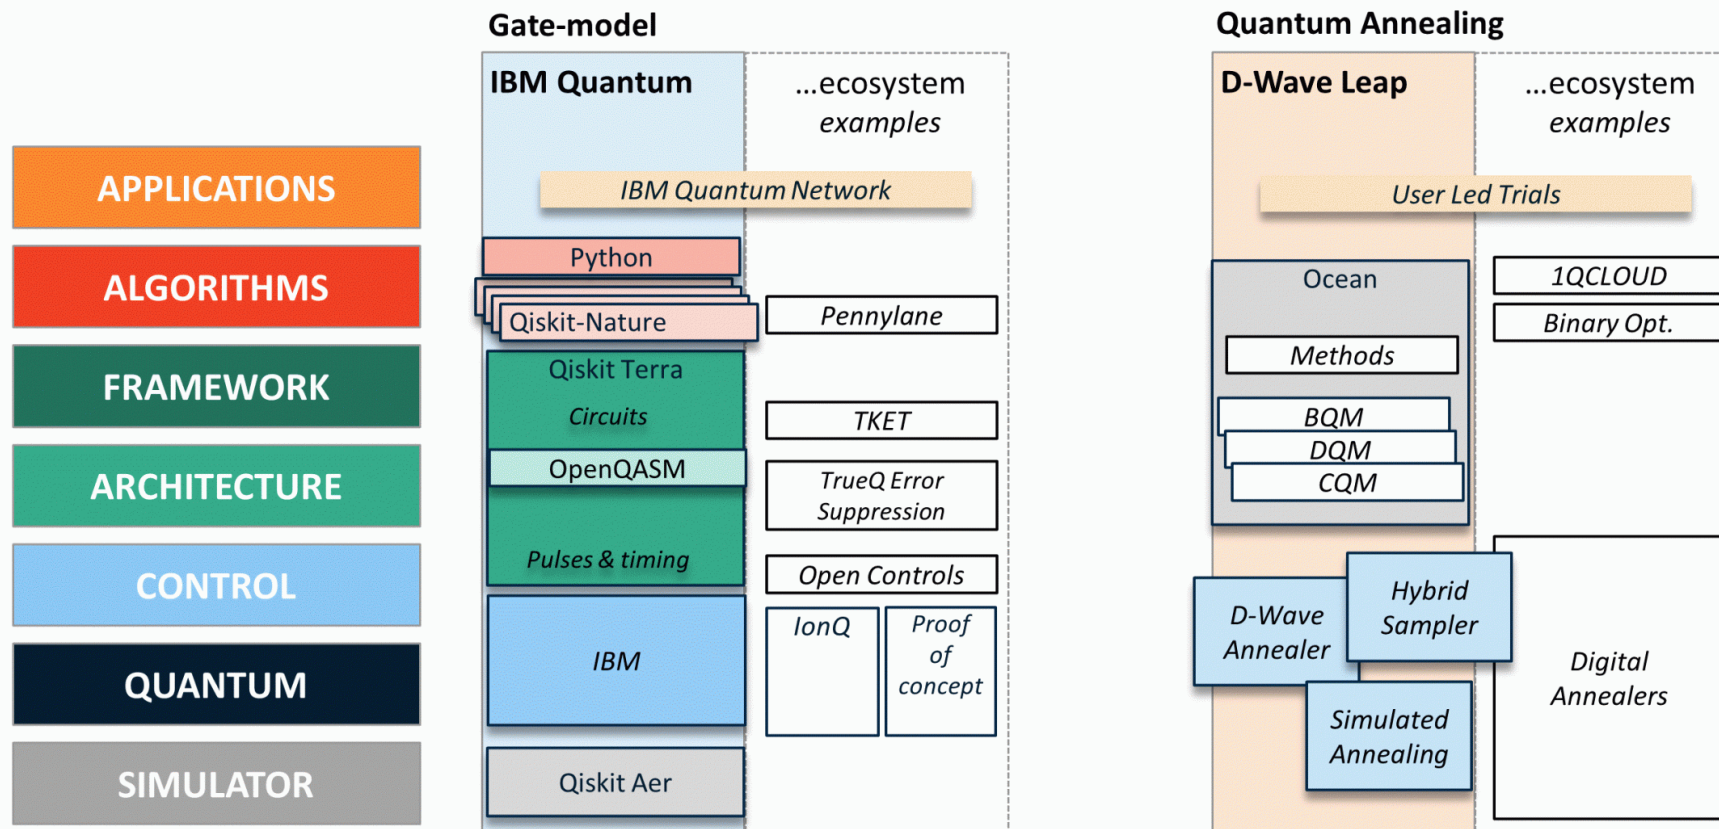 Gate-model
Quantum Annealing
IBM Quantum
...ecosystem
examples
D-Wave Leap
...ecosystem
examples
APPLICATIONS
IBM Quantum Network
User Led Trials
ALGORITHMS
Python
Qiskit-Nature
Pennylane
Ocean
1QCLOUD
Binary Opt.
FRAMEWORK
Qiskit Terra
Circuits
TKET
Methods
BQM
DQM
CQM
ARCHITECTURE
OpenQASM
TrueQ Error
Suppression
Pulses & timing
Open Controls
CONTROL
IBM
IonQ
Proof
of
concept
D-Wave
Annealer
Hybrid
Sampler
Digital
Annealers
QUANTUM
Simulated
Annealing
SIMULATOR
Qiskit Aer